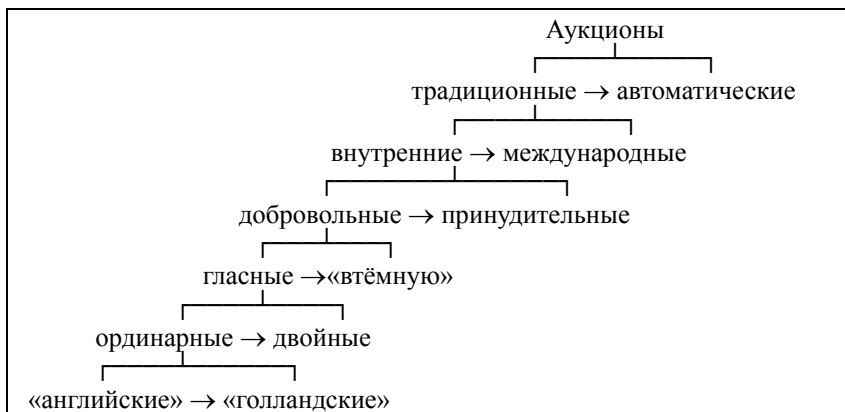 Аукционы
традиционные → автоматические
внутренние → международные
добровольные → принудительные
гласные →«втёмную»
ординарные → двойные
«английские» → «голландские»